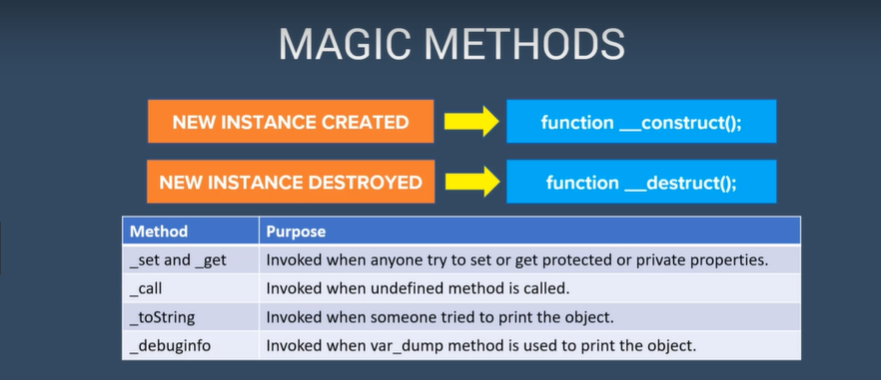 MAGIC METHODS
NEW INSTANCE CREATED function __construct();
NEW INSTANCE DESTROYED function __destruct();
Method Purpose
_set and _get Invoked when anyone try to set or get protected or private properties.
_call Invoked when undefined method is called.
_toString Invoked when someone tried to print the object.
_debuginfo Invoked when var_dump method is used to print the object.